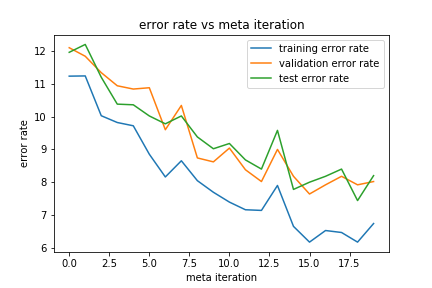 error rate vs meta iteration
training error rate
validation error rate
test error rate
error rate
12
11
10
9
8
7
6
0.0 2.5 5.0 7.5 10.0 12.5 15.0 17.5
meta iteration